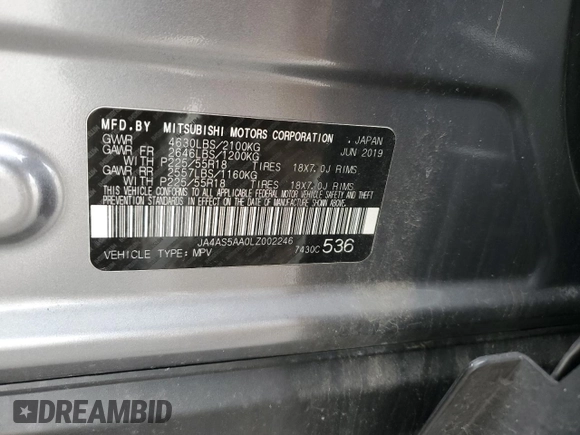 MFD.BY MITSUBISHI MOTORS CORPORATION , JAPAN
GVWR 4630LBS/2100KG JUN 2019
GAWR FR 2646LBS/1200KG
WITH P225/55R18 TIRES 18X7.0J RIMS
GAWR RR 2557LBS/1160KG
WITH P225/55R18 TIRES 18X7.0J RIMS
THIS VEHICLE CONFORMS TO ALL APPLICABLE FEDERAL MOTOR VEHICLE SAFETY AND THEFT
PREVENTION STANDARDS IN EFFECT ON THE DATE OF MANUFACTURE SHOWN ABOVE.
JA4AS5AA0LZ002246
VEHICLE TYPE:MPV 7430C 536
DREAMBID